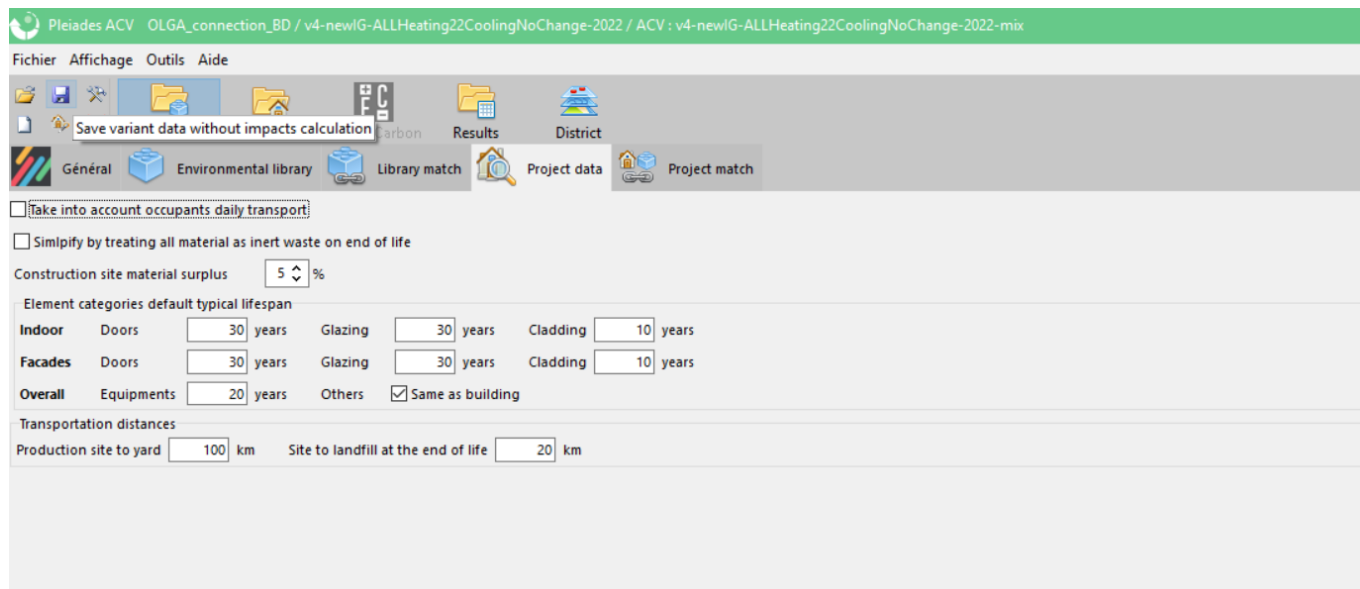 Pleiades ACV OLGA_connection_BD / v4-newIG-ALLHeating22CoolingNoChange-2022 / ACV : v4-newIG-ALLHeating22CoolingNoChange-2022-mix
Fichier Affichage Outils Aide
Save variant data without impacts calculation
Carbon Results District
Général Environmental library Library match Project data Project match
Take into account occupants daily transport
Simlpify by treating all material as inert waste on end of life
Construction site material surplus 5 %
Element categories default typical lifespan
Indoor Doors 30 years Glazing 30 years Cladding 10 years
Facades Doors 30 years Glazing 30 years Cladding 10 years
Overall Equipments 20 years Others Same as building
Transportation distances
Production site to yard 100 km Site to landfill at the end of life 20 km